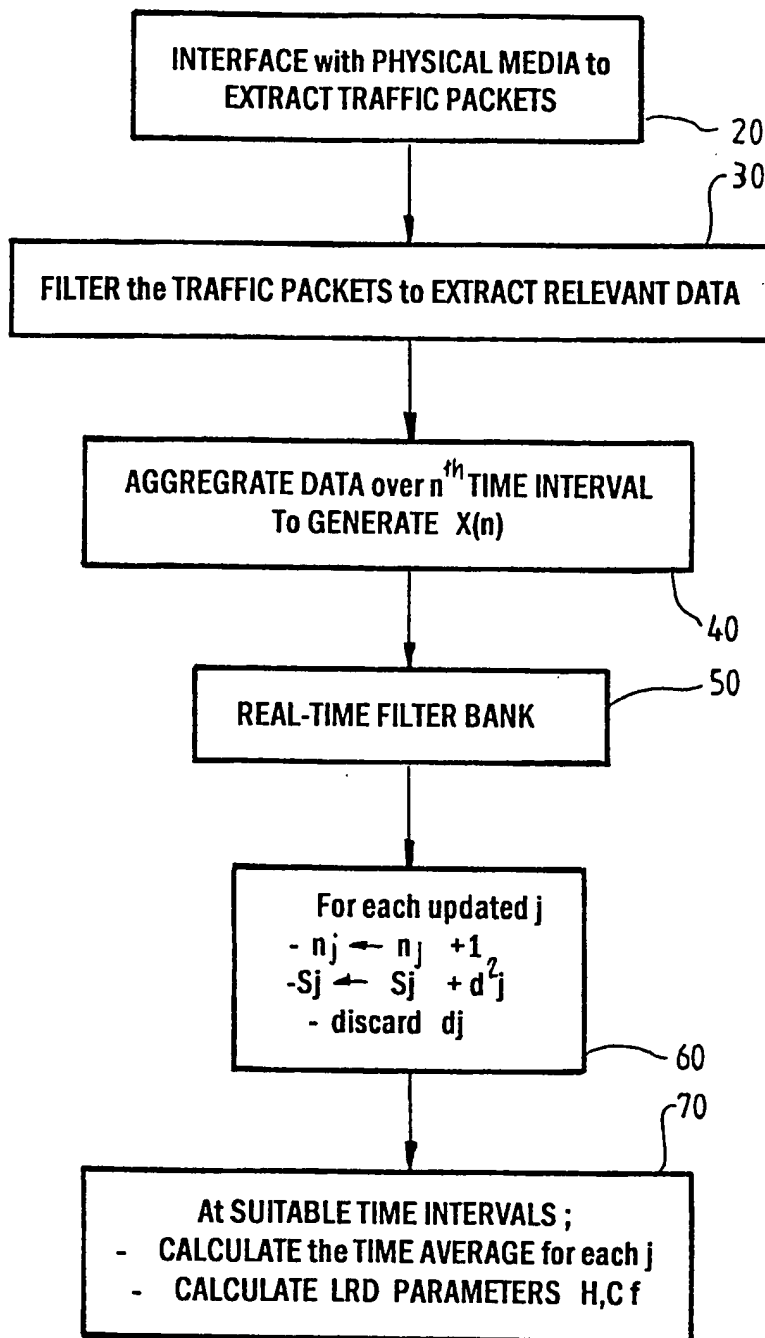 INTERFACE with PHYSICAL MEDIA to
EXTRACT TRAFFIC PACKETS
20
30
FILTER the TRAFFIC PACKETS to EXTRACT RELEVANT DATA
AGGREGRATE DATA over nth TIME INTERVAL
To GENERATE X(n)
40
50
REAL-TIME FILTER BANK
For each updated j
- nj ← nj +1
-Sj ← Sj + d²j
- discard dj
60
70
At SUITABLE TIME INTERVALS ;
- CALCULATE the TIME AVERAGE for each j
- CALCULATE LRD PARAMETERS H,C f